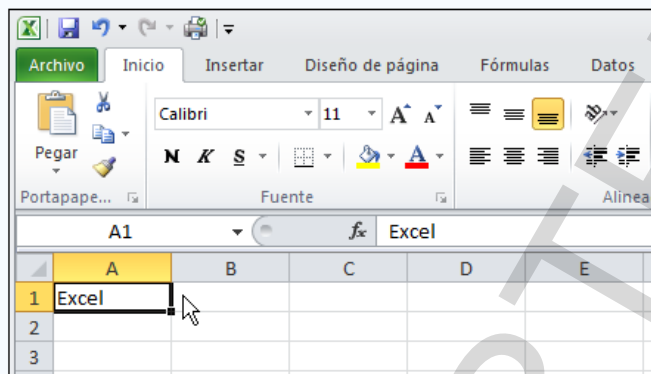 Archivo Inicio Insertar Diseño de página Fórmulas Datos
Calibri 11 A A
Pegar N K S A
Portapape... Fuente Alinea
A1 fx Excel
A B C D E
1 Excel
2
3